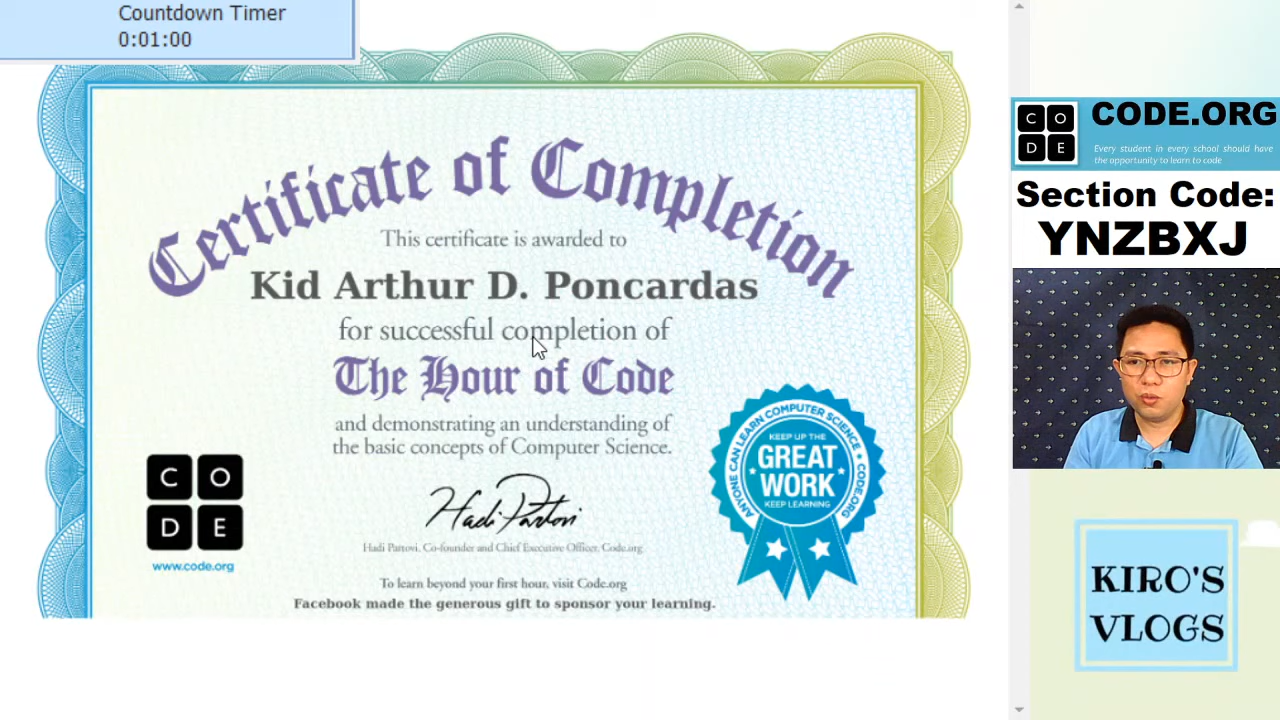 Countdown Timer
0:01:00
Certificate of Completion
This certificate is awarded to
Kid Arthur D. Poncardas
for successful completion of
The Hour of Code
and demonstrating an understanding of
the basic concepts of Computer Science.
C O
D E
www.code.org
Hadi Partovi
Hadi Partovi, Co-founder and Chief Executive Officer, Code.org
To learn beyond your first hour, visit Code.org
Facebook made the generous gift to sponsor your learning.
ANYONE CAN LEARN COMPUTER SCIENCE • CODE.ORG
KEEP UP THE
GREAT
WORK
KEEP LEARNING
C O
D E
CODE.ORG
Every student in every school should have
the opportunity to learn to code
Section Code:
YNZBXJ
KIRO'S
VLOGS